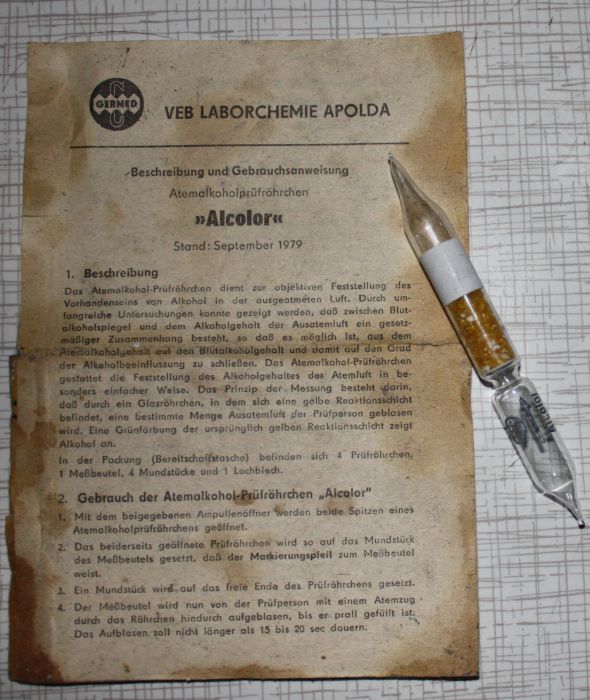 GERMED
VEB LABORCHEMIE APOLDA
Beschreibung und Gebrauchsanweisung
Atemalkoholprüfröhrchen
»Alcolor«
Stand: September 1979
1. Beschreibung
Das Atemalkohol-Prüfröhrchen dient zur objektiven Feststellung des
Vorhandenseins von Alkohol in der ausgeatmeten Luft. Durch um-
fangreiche Untersuchungen konnte gezeigt werden, daß zwischen Blut-
alkoholspiegel und dem Alkoholgehalt der Ausatemluft ein gesetz-
mäßiger Zusammenhang besteht, so daß es möglich ist, aus dem
Atemalkoholgehalt auf den Blutalkoholgehalt und damit auf den Grad
der Alkoholbeeinflussung zu schließen. Das Atemalkohol-Prüfröhrchen
gestattet die Feststellung des Alkoholgehaltes der Atemluft in be-
sonders einfacher Weise. Das Prinzip der Messung besteht darin,
daß durch ein Glasröhrchen, in dem sich eine gelbe Reaktionsschicht
befindet, eine bestimmte Menge Ausatemluft der Prüfperson geblasen
wird. Eine Grünfärbung der ursprünglich gelben Reaktionsschicht zeigt
Alkohol an.
In der Packung (Bereitschaftstasche) befinden sich 4 Prüfröhrchen,
1 Meßbeutel, 4 Mundstücke und 1 Lochblech.
2. Gebrauch der Atemalkohol-Prüfröhrchen „Alcolor"
1. Mit dem beigegebenen Ampullenöffner werden beide Spitzen eines
Atemalkoholprüfröhrchens geöffnet.
2. Das beiderseits geöffnete Prüfröhrchen wird so auf das Mundstück
des Meßbeutels gesetzt, daß der Markierungspfeil zum Meßbeutel
weist.
3. Ein Mundstück wird auf das freie Ende des Prüfröhrchens gesetzt.
4. Der Meßbeutel wird nun von der Prüfperson mit einem Atemzug
durch das Röhrchen hindurch aufgeblasen, bis er prall gefüllt ist.
Das Aufblasen soll nicht länger als 15 bis 20 sec dauern.
Alcolor